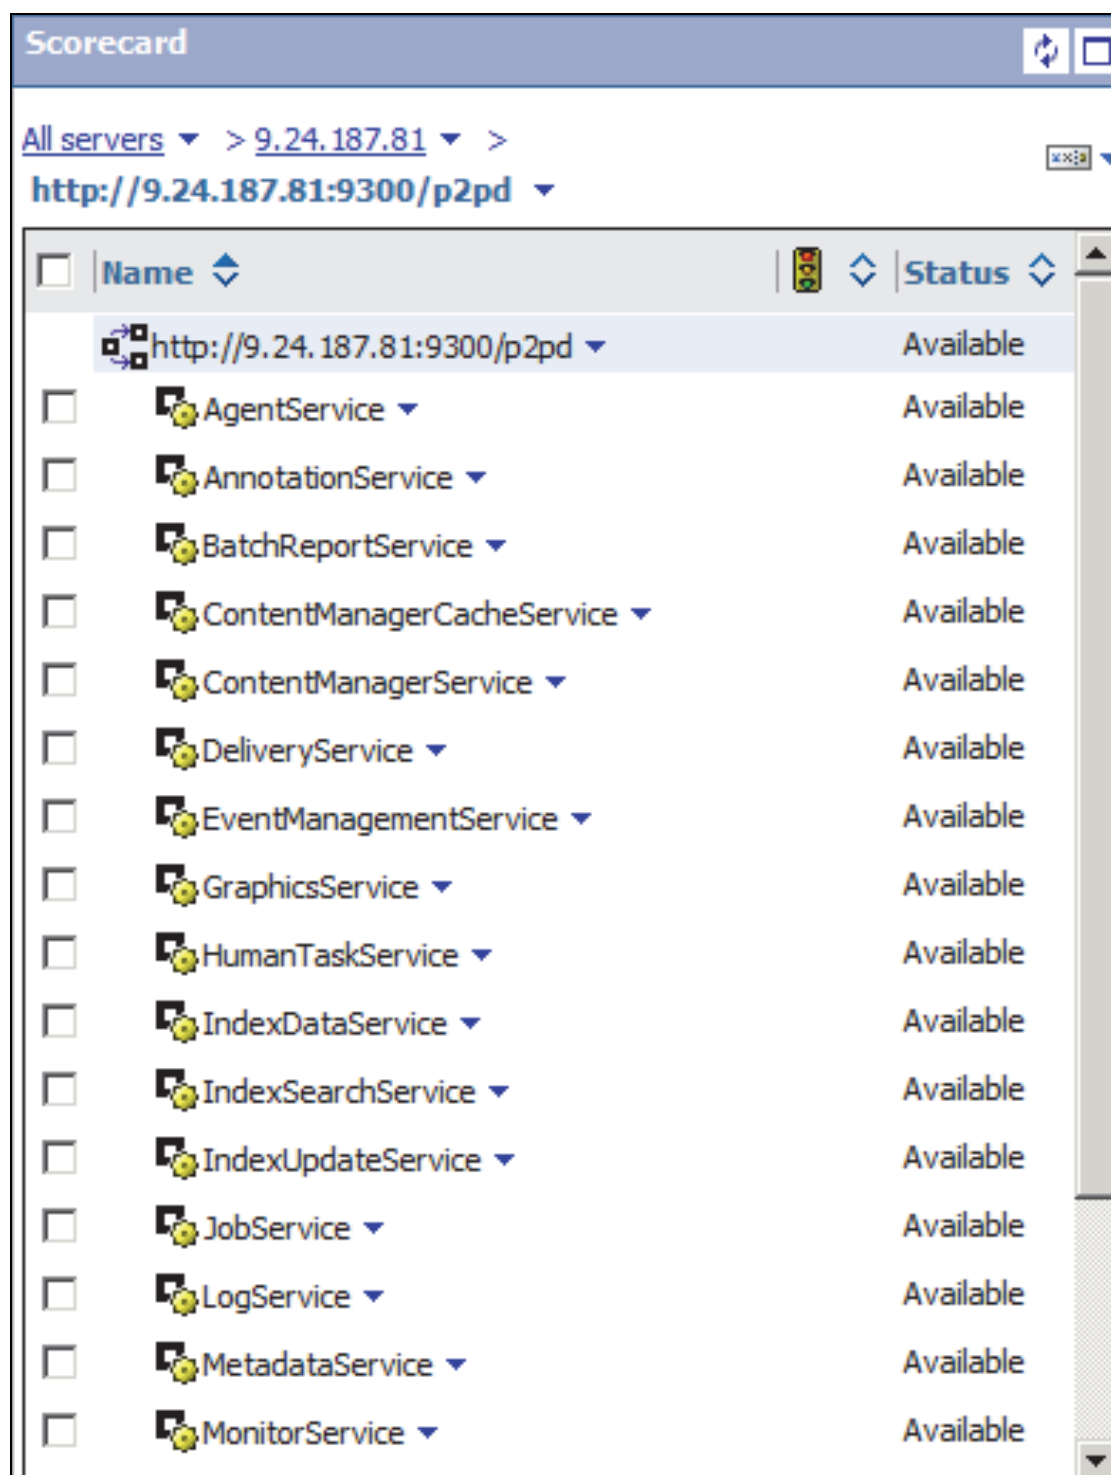 Scorecard
All servers > 9.24.187.81 >
http://9.24.187.81:9300/p2pd
Name Status
http://9.24.187.81:9300/p2pd Available
AgentService Available
AnnotationService Available
BatchReportService Available
ContentManagerCacheService Available
ContentManagerService Available
DeliveryService Available
EventManagementService Available
GraphicsService Available
HumanTaskService Available
IndexDataService Available
IndexSearchService Available
IndexUpdateService Available
JobService Available
LogService Available
MetadataService Available
MonitorService Available